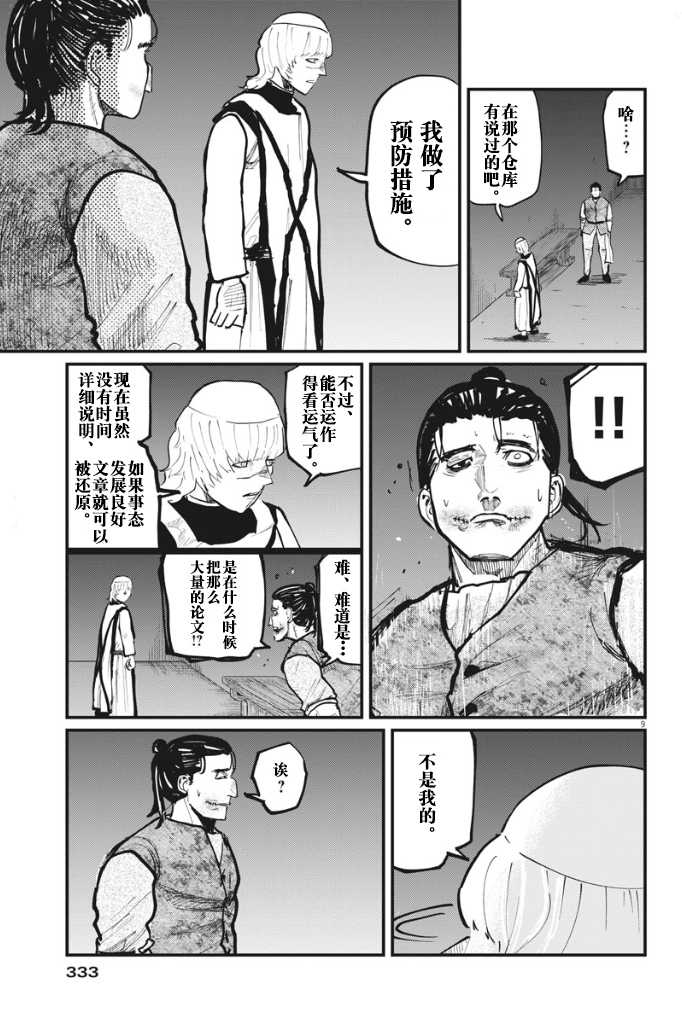 啥……?
在那个仓库
有说过的吧。
我做了
预防措施。
!!
不过、
能否运作
得看运气了。
现在虽然
没有时间
详细说明、
如果事态
发展良好
文章就可以
被还原。
难、难道是…
是在什么时候
把那么
大量的论文!?
9
不是我的。
诶?
333